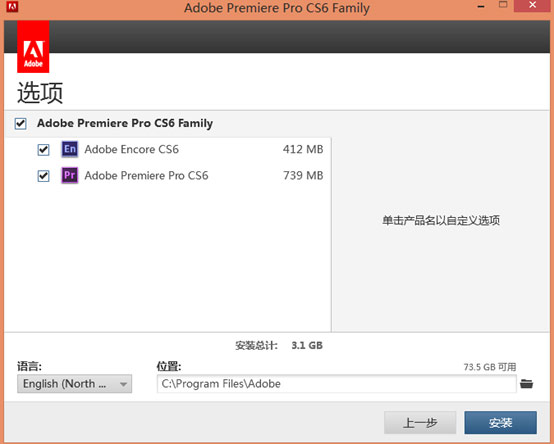 Adobe Premiere Pro CS6 Family
Adobe
选项
Adobe Premiere Pro CS6 Family
En Adobe Encore CS6 412 MB
Pr Adobe Premiere Pro CS6 739 MB
单击产品名以自定义选项
安装总计: 3.1 GB
语言: 位置: 73.5 GB 可用
English (North ... C:\Program Files\Adobe
上一步 安装